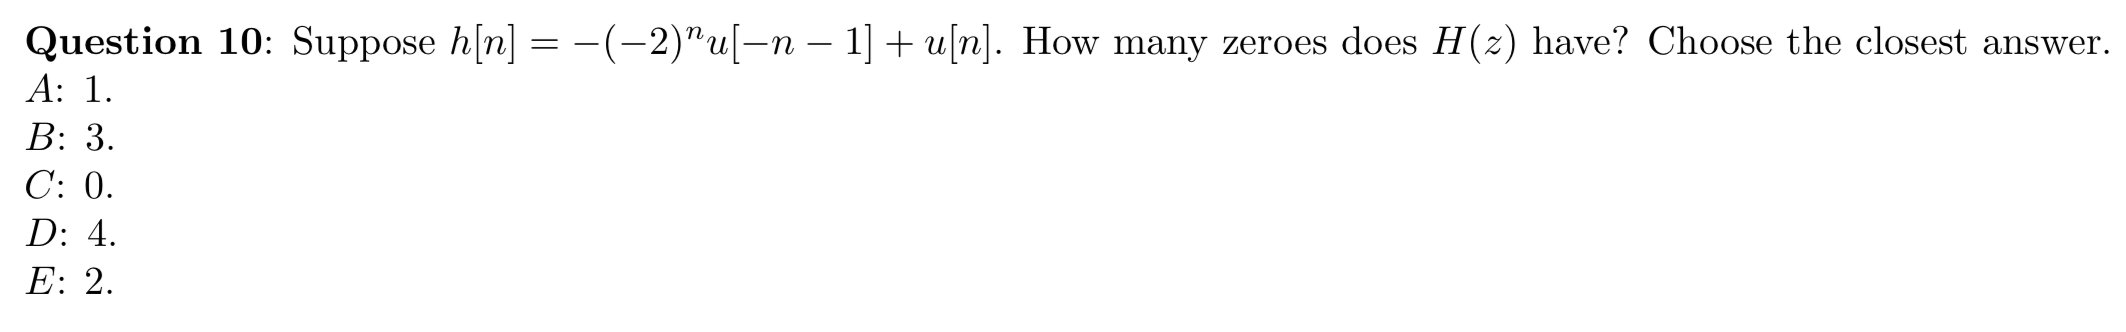 Question 10: Suppose h[n] = −(−2)ⁿu[−n − 1] + u[n]. How many zeroes does H(z) have? Choose the closest answer.
A: 1.
B: 3.
C: 0.
D: 4.
E: 2.